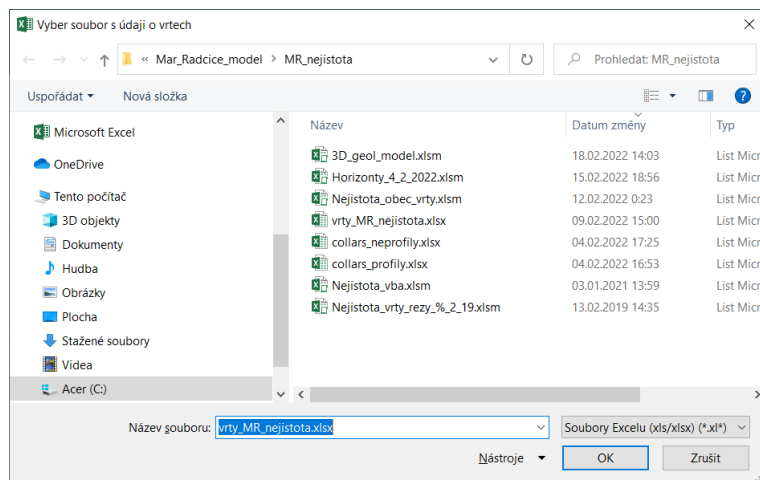 Vyber soubor s údaji o vrtech
« Mar_Radcice_model > MR_nejistota
Prohledat: MR_nejistota
Uspořádat Nová složka
Microsoft Excel
OneDrive
Tento počítač
3D objekty
Dokumenty
Hudba
Obrázky
Plocha
Stažené soubory
Videa
Acer (C:)
Název Datum změny Typ
3D_geol_model.xlsm 18.02.2022 14:03 List Micr
Horizonty_4_2_2022.xlsm 15.02.2022 18:56 List Micr
Nejistota_obec_vrty.xlsm 12.02.2022 0:23 List Micr
vrty_MR_nejistota.xlsx 09.02.2022 15:00 List Micr
collars_neprofily.xlsx 04.02.2022 17:25 List Micr
collars_profily.xlsx 04.02.2022 16:53 List Micr
Nejistota_vba.xlsm 03.01.2021 13:59 List Micr
Nejistota_vrty_rezy_%_2_19.xlsm 13.02.2019 14:35 List Micr
Název souboru: vrty_MR_nejistota.xlsx Soubory Excelu (xls/xlsx) (*.xl*)
Nástroje OK Zrušit